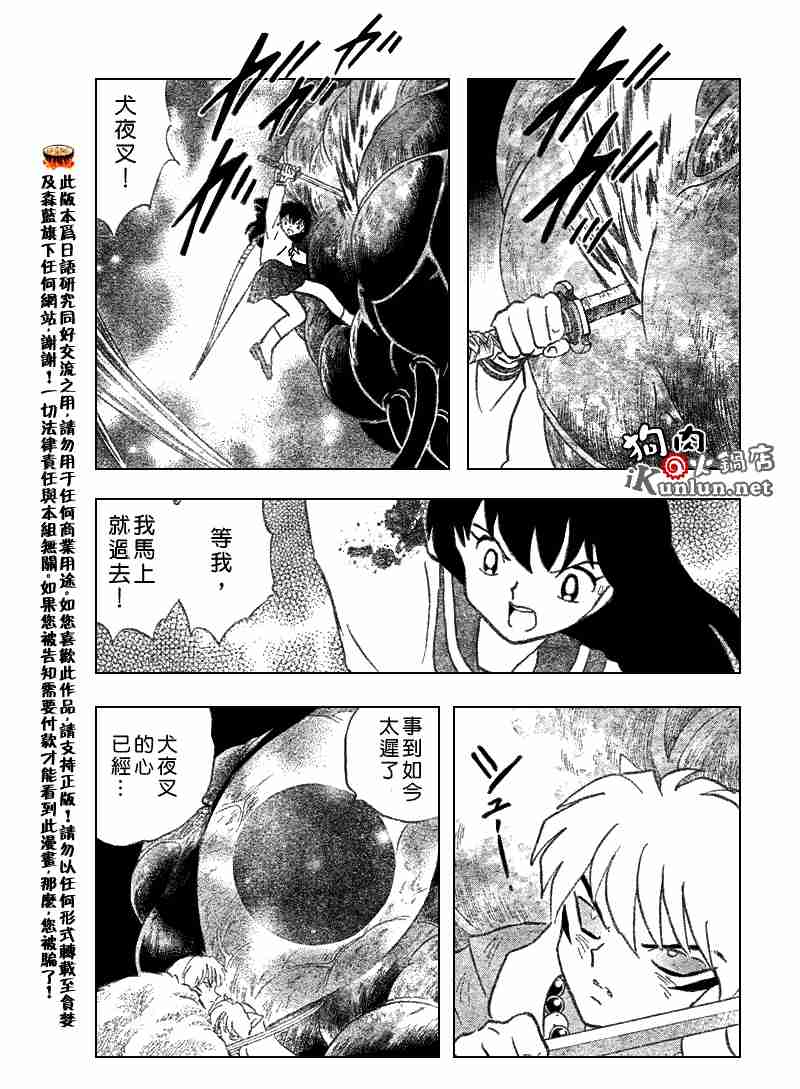 ガッ
ガッ
ガッ
ガッ
ガッ
犬夜叉！
狗肉
火鍋店
iKunlun.net
等我，
我馬上
就過去！
事到如今
太遲了
犬夜叉
的心
已經…
此版本爲日語研究同好交流之用，請勿用于任何商業用途。如您喜歡此作品，請支持正版！請勿以任何形式轉載至貪婪
及森藍旗下任何網站，謝謝！一切法律責任與本組無關。如果您被告知需要付款才能看到此漫畫，那麼，您被騙了！